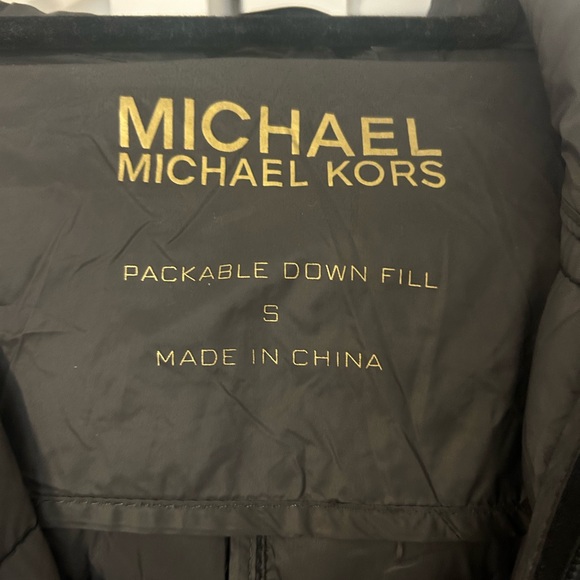 MICHAEL
MICHAEL KORS
PACKABLE DOWN FILL
S
MADE IN CHINA